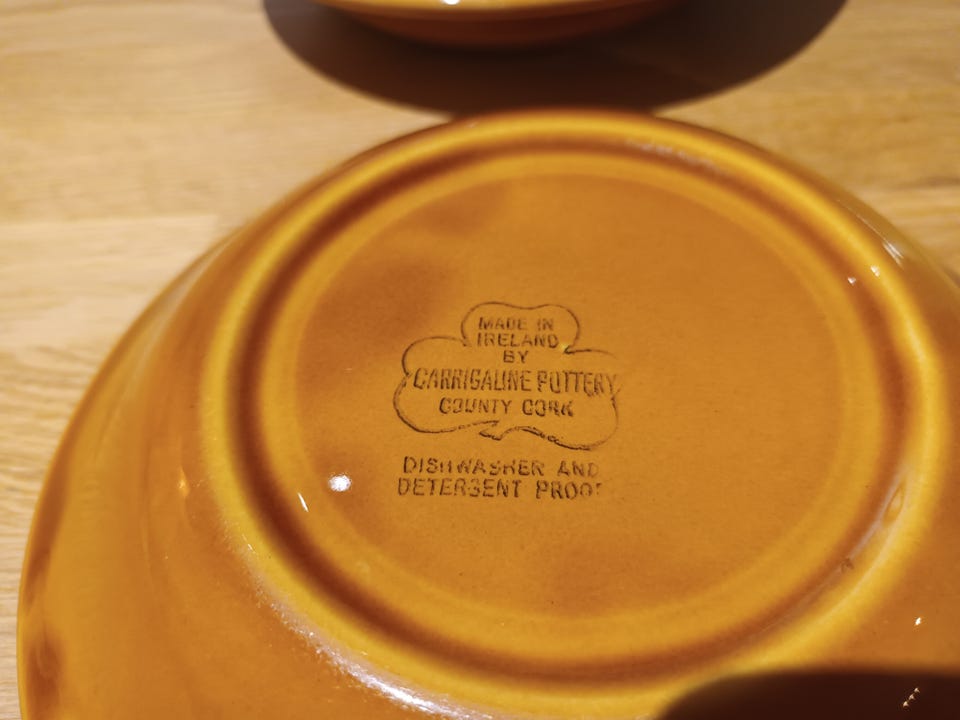 MADE IN
IRELAND
BY
CARRIGALINE POTTERY
COUNTY CORK
DISHWASHER AND
DETERGENT PROOF